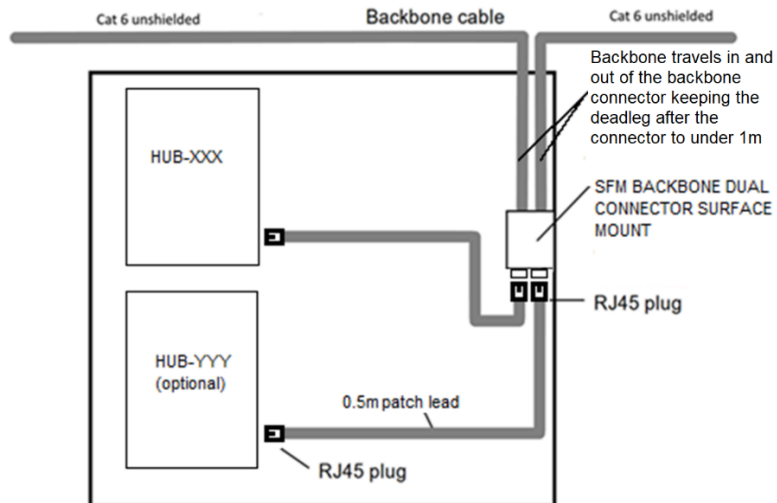 Cat 6 unshielded
Backbone cable
Cat 6 unshielded
Backbone travels in and
out of the backbone
connector keeping the
deadleg after the
connector to under 1m
HUB-XXX
SFM BACKBONE DUAL
CONNECTOR SURFACE
MOUNT
RJ45 plug
HUB-YYY
(optional)
0.5m patch lead
RJ45 plug